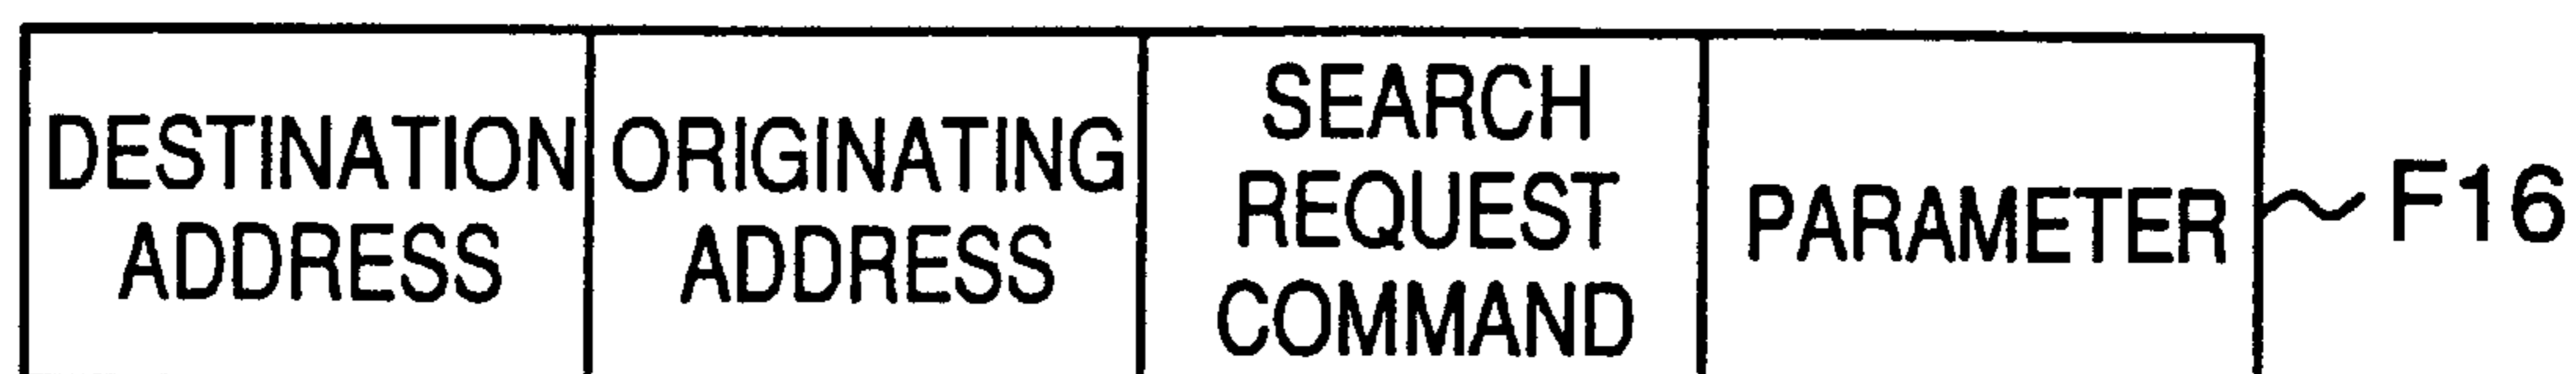 DESTINATION
ADDRESS
ORIGINATING
ADDRESS
SEARCH
REQUEST
COMMAND
PARAMETER
F16